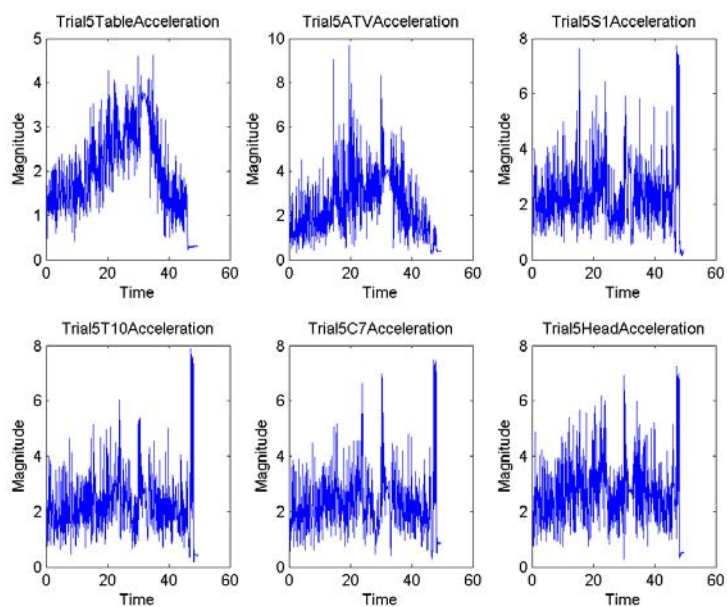 Trial5TableAcceleration
Trial5ATVAcceleration
Trial5S1Acceleration
5
4
3
2
1
0
Magnitude
0 20 40 60
Time
10
8
6
4
2
0
Magnitude
0 20 40 60
Time
8
6
4
2
0
Magnitude
0 20 40 60
Time
Trial5T10Acceleration
Trial5C7Acceleration
Trial5HeadAcceleration
8
6
4
2
0
Magnitude
0 20 40 60
Time
8
6
4
2
0
Magnitude
0 20 40 60
Time
8
6
4
2
0
Magnitude
0 20 40 60
Time